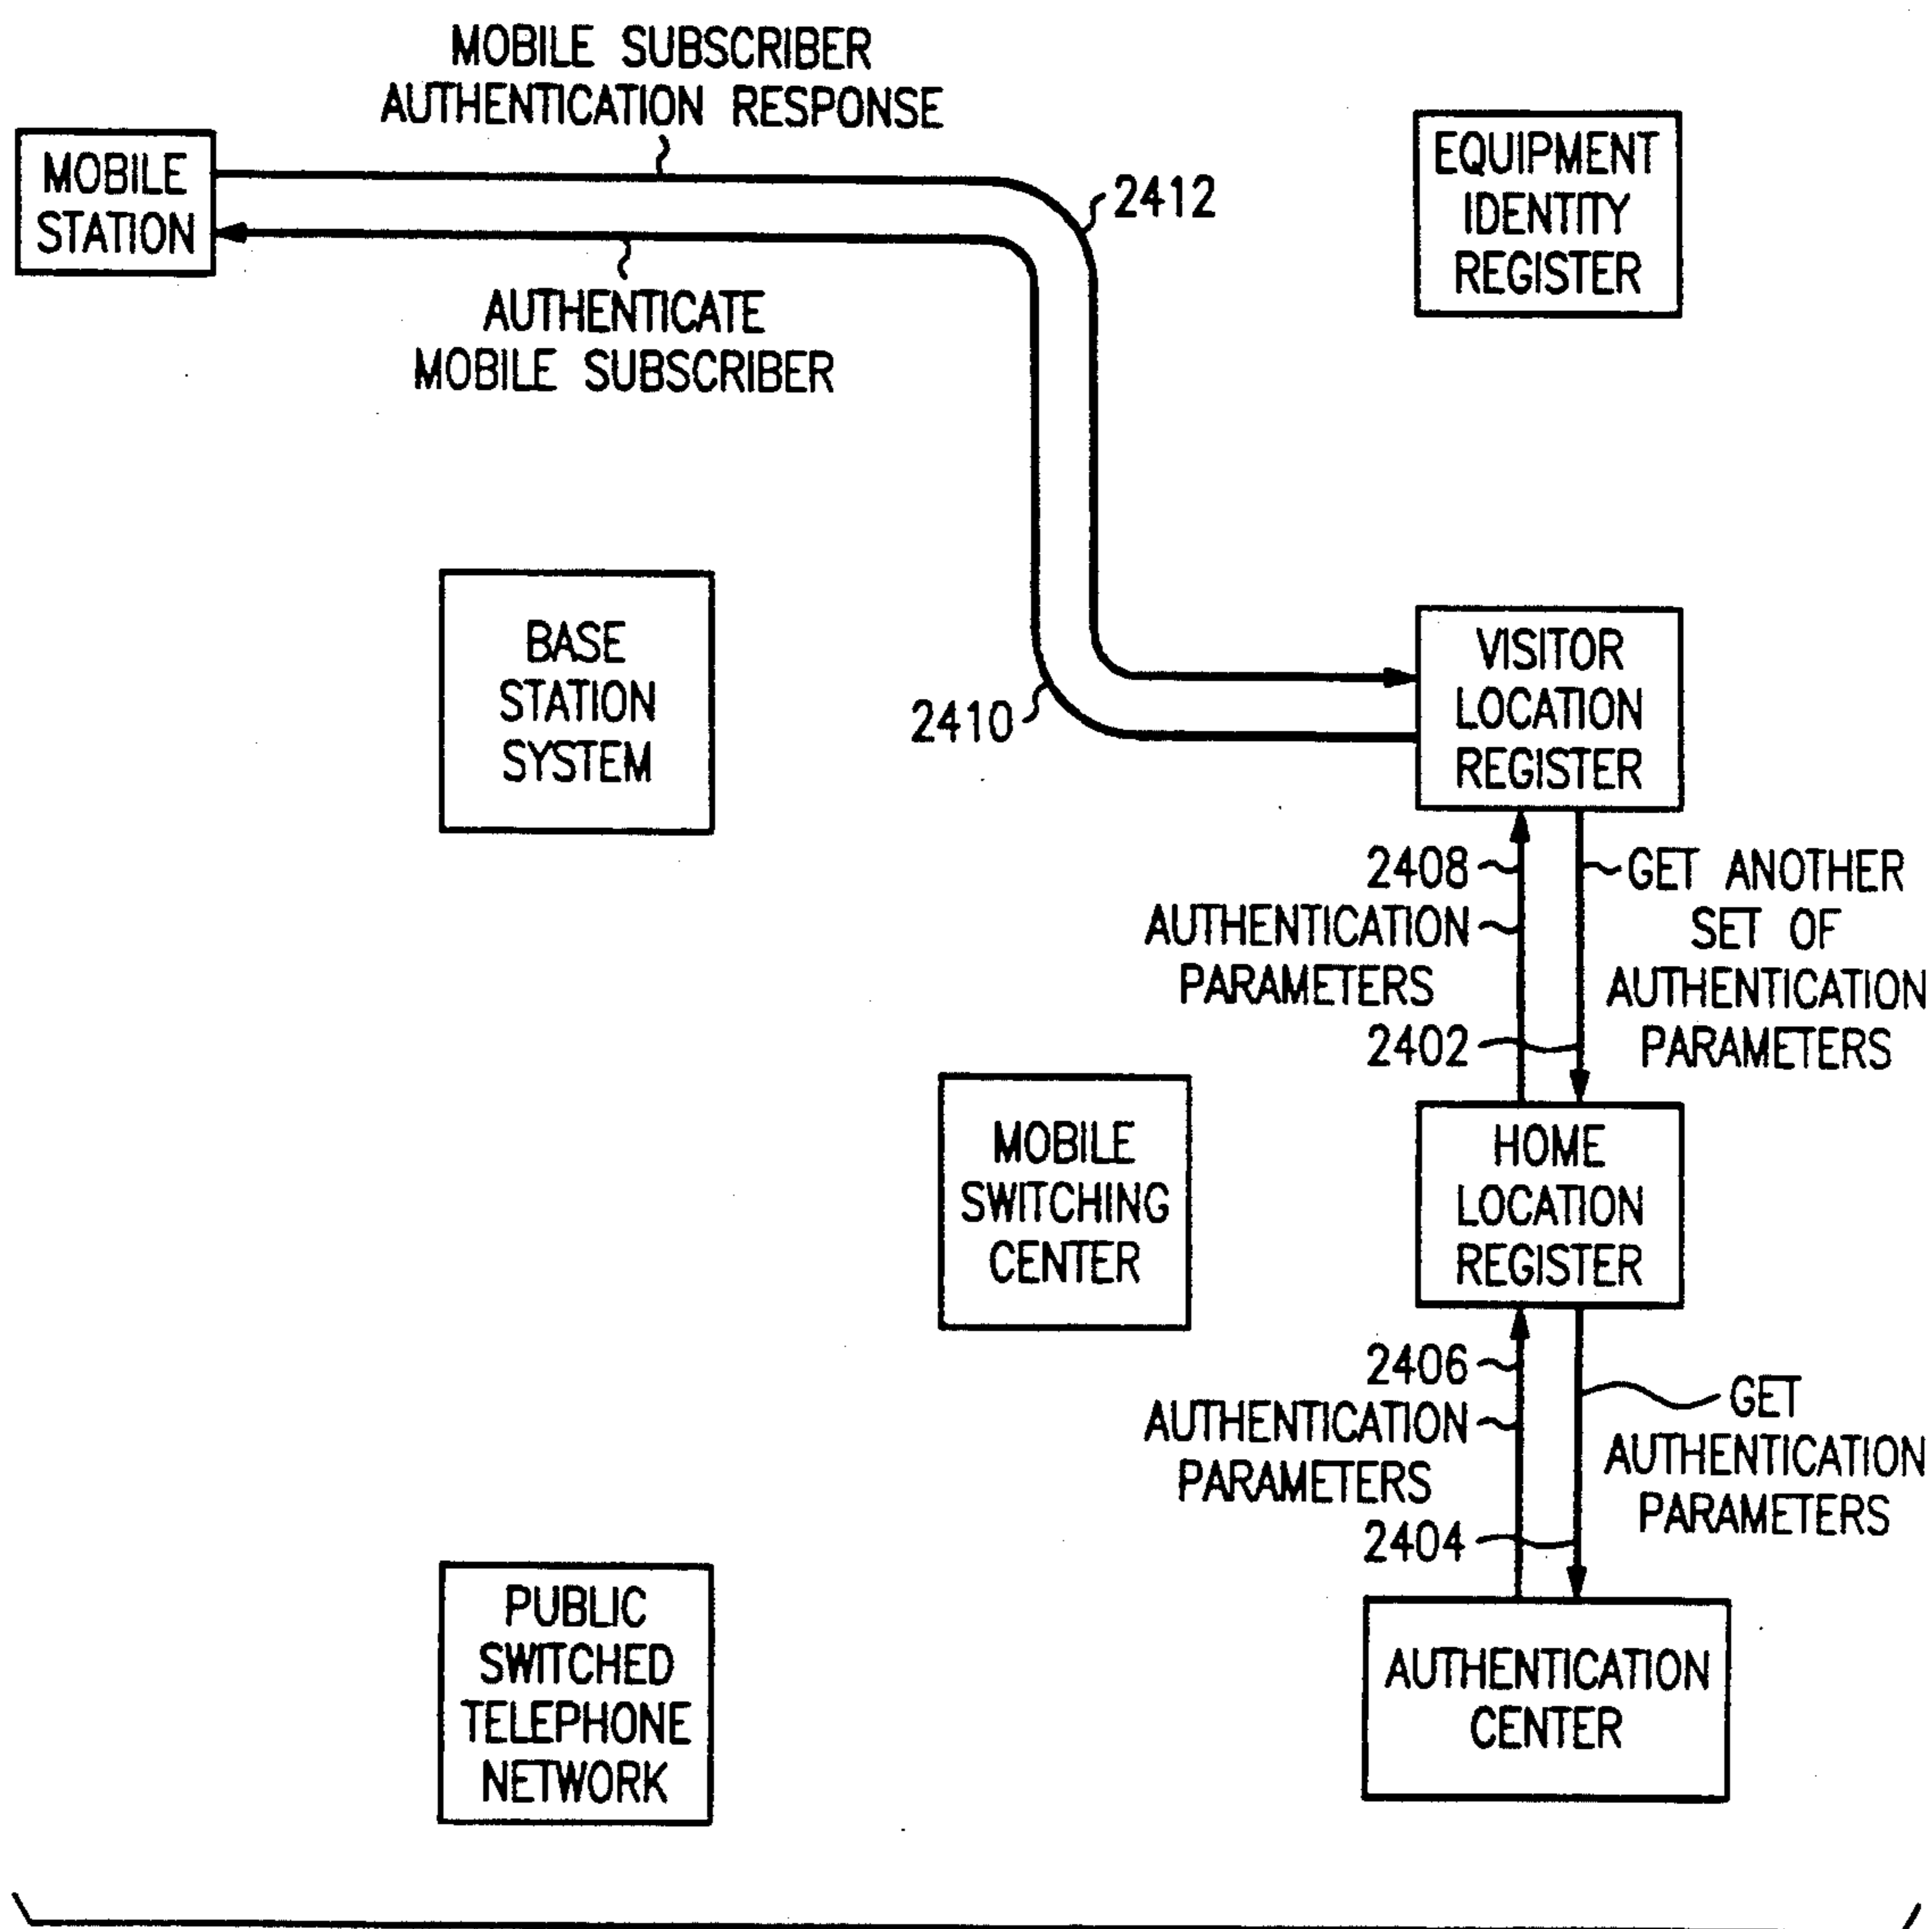 MOBILE SUBSCRIBER
AUTHENTICATION RESPONSE
MOBILE
STATION
2412
EQUIPMENT
IDENTITY
REGISTER
AUTHENTICATE
MOBILE SUBSCRIBER
BASE
STATION
SYSTEM
2410
VISITOR
LOCATION
REGISTER
2408
AUTHENTICATION
PARAMETERS
2402
GET ANOTHER
SET OF
AUTHENTICATION
PARAMETERS
MOBILE
SWITCHING
CENTER
HOME
LOCATION
REGISTER
2406
AUTHENTICATION
PARAMETERS
2404
GET
AUTHENTICATION
PARAMETERS
PUBLIC
SWITCHED
TELEPHONE
NETWORK
AUTHENTICATION
CENTER